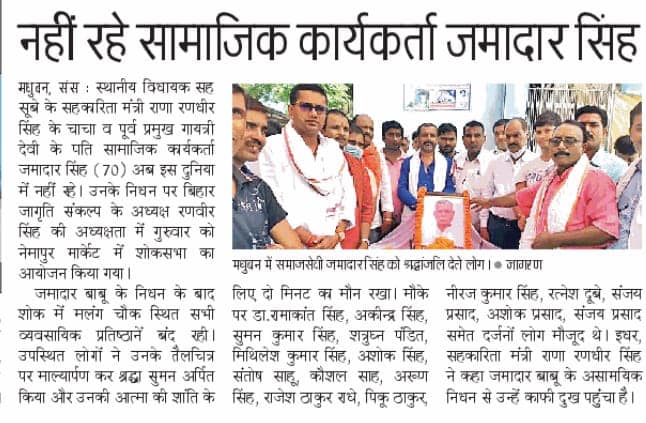 नहीं रहे सामाजिक कार्यकर्ता जमादार सिंह
मधुबन, संस : स्थानीय विधायक सह
सूबे के सहकारिता मंत्री राणा रणधीर
सिंह के चाचा व पूर्व प्रमुख गायत्री
देवी के पति सामाजिक कार्यकर्ता
जमादार सिंह (70) अब इस दुनिया
में नहीं रहे। उनके निधन पर बिहार
जागृति संकल्प के अध्यक्ष रणवीर
सिंह की अध्यक्षता में गुरुवार को
नेमापुर मार्केट में शोकसभा का
आयोजन किया गया।
जमादार बाबू के निधन के बाद
शोक में मलंग चौक स्थित सभी
व्यवसायिक प्रतिष्ठानें बंद रही।
उपस्थित लोगों ने उनके तैलचित्र
पर माल्यार्पण कर श्रद्धा सुमन अर्पित
किया और उनकी आत्मा की शांति के
मधुबन में समाजसेवी जमादार सिंह को श्रद्धांजलि देते लोग। ● जागरण
लिए दो मिनट का मौन रखा। मौके
पर डा.रामाकांत सिंह, अकीन्द्र सिंह,
सुमन कुमार सिंह, शत्रुघ्न पंडित,
मिथिलेश कुमार सिंह, अशोक सिंह,
संतोष साहू, कौशल साह, अरूण
सिंह, राजेश ठाकुर राधे, पिकू ठाकुर,
नीरज कुमार सिंह, रत्नेश दूबे, संजय
प्रसाद, अशोक प्रसाद, संजय प्रसाद
समेत दर्जनों लोग मौजूद थे। इधर,
सहकारिता मंत्री राणा रणधीर सिंह
ने कहा जमादार बाबू के असामयिक
निधन से उन्हें काफी दुख पहुंचा है।